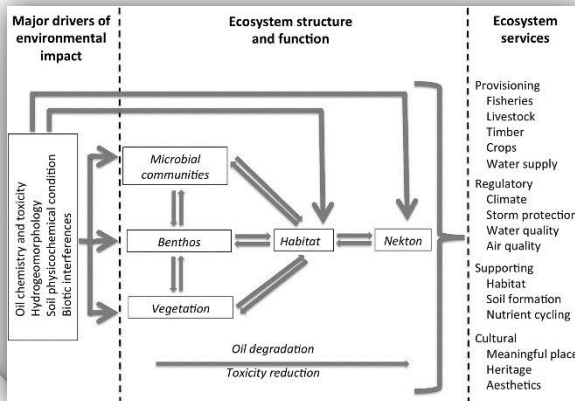 Major drivers of
environmental
impact
Ecosystem structure
and function
Ecosystem
services
Oil chemistry and toxicity
Hydrogeomorphology
Soil physicochemical condition
Biotic interferences
Microbial
communities
Benthos
Habitat
Nekton
Vegetation
Oil degradation
Toxicity reduction
Provisioning
Fisheries
Livestock
Timber
Crops
Water supply
Regulatory
Climate
Storm protection
Water quality
Air quality
Supporting
Habitat
Soil formation
Nutrient cycling
Cultural
Meaningful place
Heritage
Aesthetics